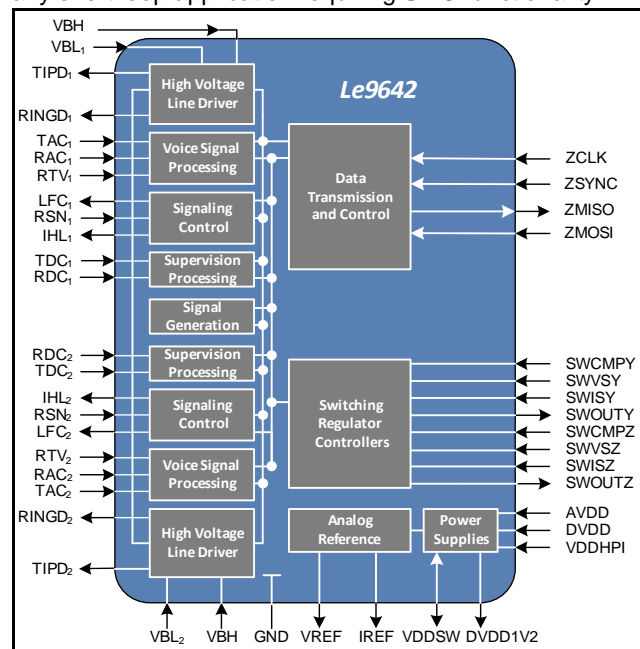 VBH
VBL1
TIPD1
RINGD1
TAC1
RAC1
RTV1
LFC1
RSN1
IHL1
TDC1
RDC1
RDC2
TDC2
IHL2
RSN2
LFC2
RTV2
RAC2
TAC2
RINGD2
TIPD2
High Voltage
Line Driver
Voice Signal
Processing
Signaling
Control
Supervision
Processing
Signal
Generation
Supervision
Processing
Signaling
Control
Voice Signal
Processing
High Voltage
Line Driver
Le9642
Data
Transmission
and Control
Switching
Regulator
Controllers
Analog
Reference
Power
Supplies
ZCLK
ZSYNC
ZMISO
ZMOSI
SWCMPY
SWVSY
SWISY
SWOUTY
SWCMPZ
SWVSZ
SWISZ
SWOUTZ
AVDD
DVDD
VDDHPI
VBL2
VBH
GND
VREF
IREF
VDDSW
DVDD1V2